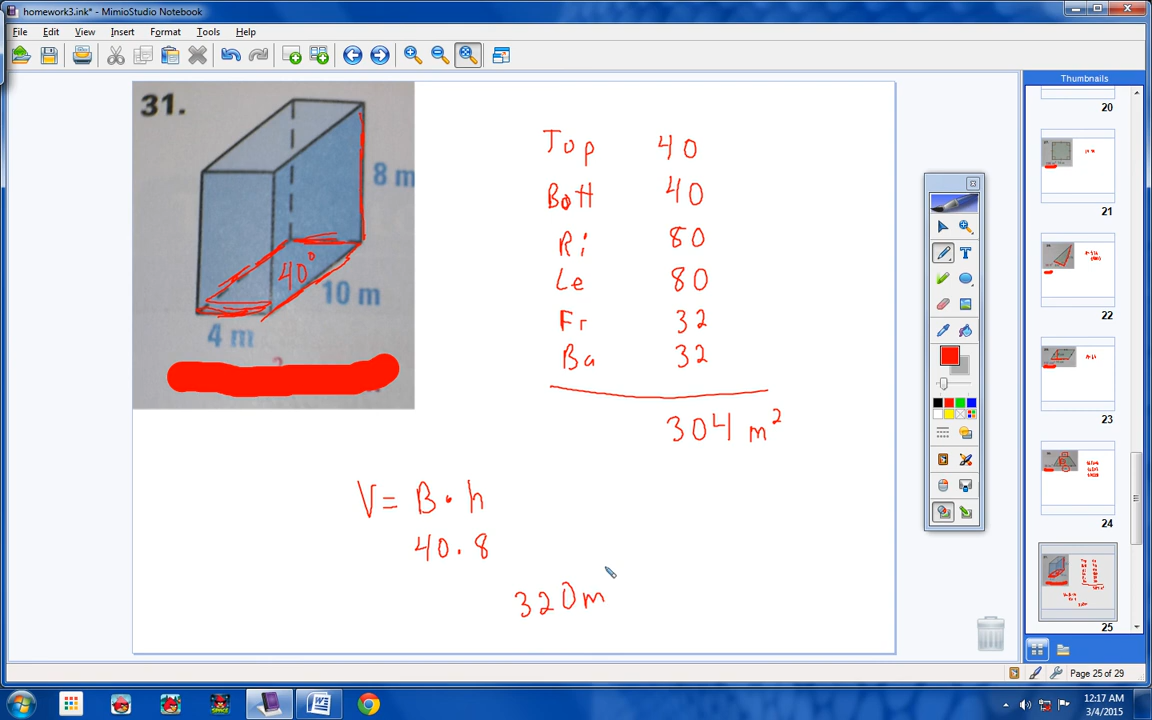 homework3.ink* - MimioStudio Notebook
File Edit View Insert Format Tools Help
Thumbnails
31.
8 m
10 m
4 m
40°
Top 40
Bott 40
Ri 80
Le 80
Fr 32
Ba 32
304 m²
V = B • h
40 . 8
320 m
20
21
22
23
24
25
Page 25 of 29
12:17 AM
3/4/2015